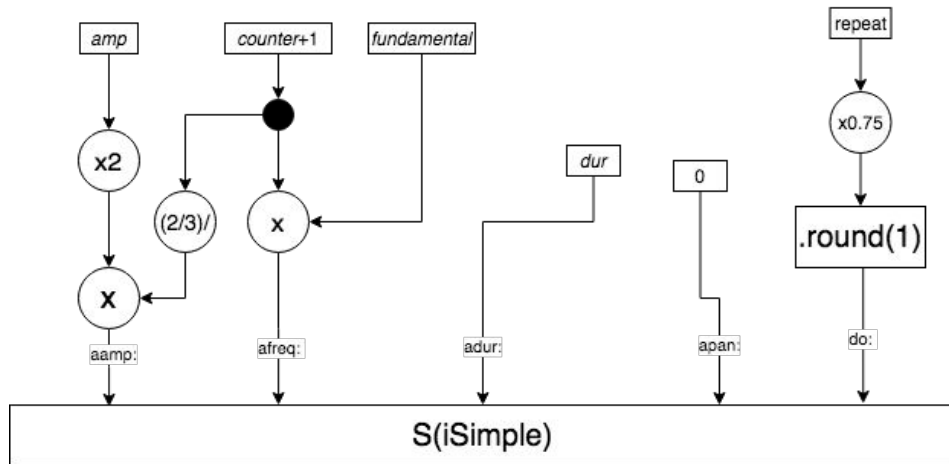 amp
counter+1
fundamental
repeat
x0.75
x2
dur
0
(2/3)/
x
.round(1)
x
aamp:
afreq:
adur:
apan:
do:
S(iSimple)